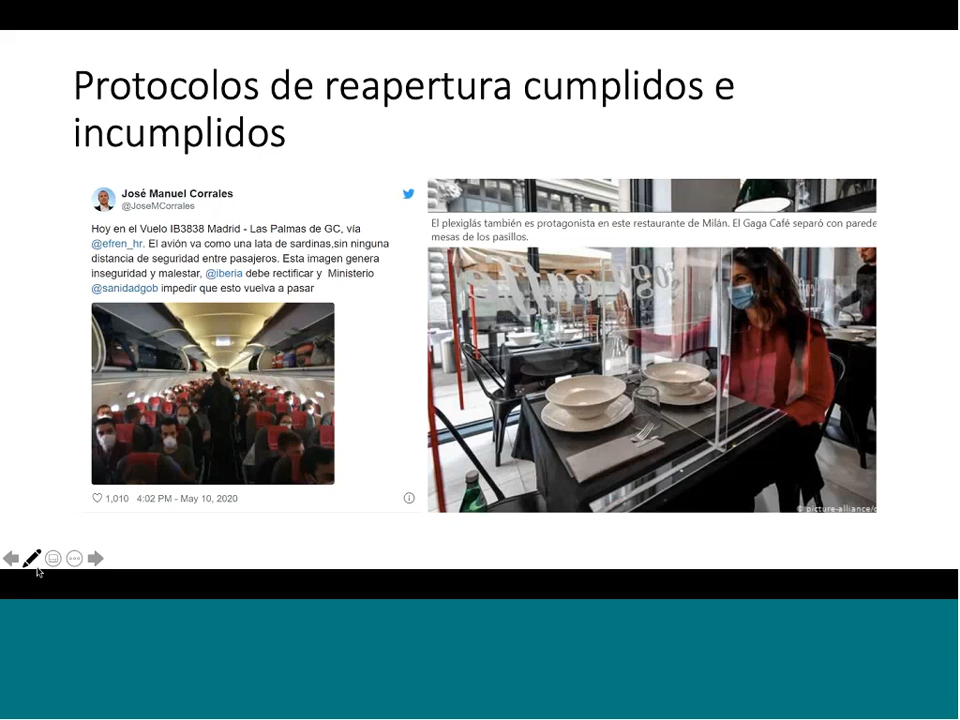 Protocolos de reapertura cumplidos e
incumplidos
José Manuel Corrales
@JoseMCorrales
Hoy en el Vuelo IB3838 Madrid - Las Palmas de GC, vía
@efren_hr. El avión va como una lata de sardinas,sin ninguna
distancia de seguridad entre pasajeros. Esta imagen genera
inseguridad y malestar, @iberia debe rectificar y Ministerio
@sanidadgob impedir que esto vuelva a pasar
1,010 4:02 PM - May 10, 2020
El plexiglás también es protagonista en este restaurante de Milán. El Gaga Café separó con parede
mesas de los pasillos.
© picture-alliance/